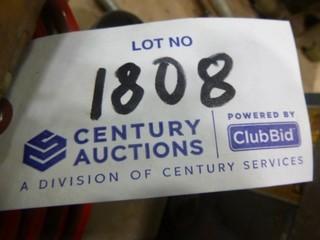 LOT NO
1808
CENTURY AUCTIONS
POWERED BY
ClubBid
A DIVISION OF CENTURY SERVICES